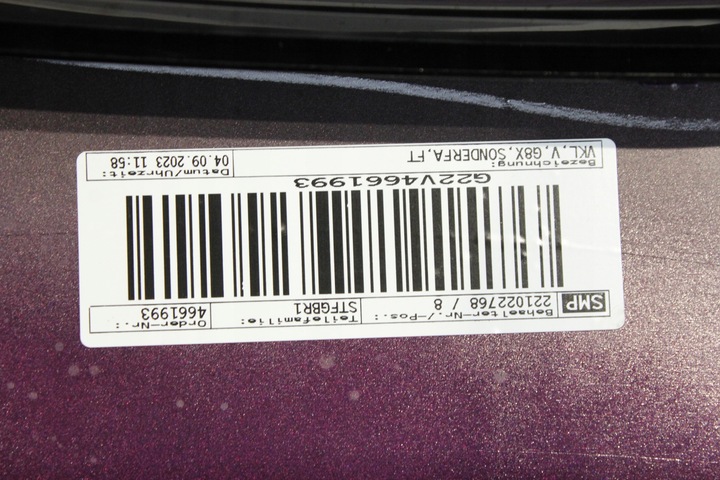 SMP
Behaelter-Nr./-Pos.: Teilefamilie: Order-Nr.:
221022768 / 8 STFGBR1 4661993
G22V4661993
Bezeichnung: Datum/Uhrzeit:
VKL,V,G8X,SONDERFA,FT 04.09.2023 11:58